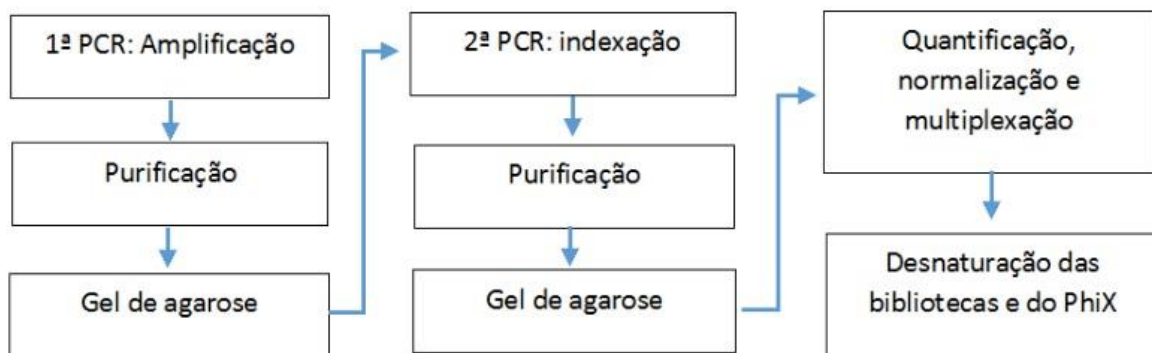 1ª PCR: Amplificação
Purificação
Gel de agarose
2ª PCR: indexação
Purificação
Gel de agarose
Quantificação,
normalização e
multiplexação
Desnaturação das
bibliotecas e do PhiX